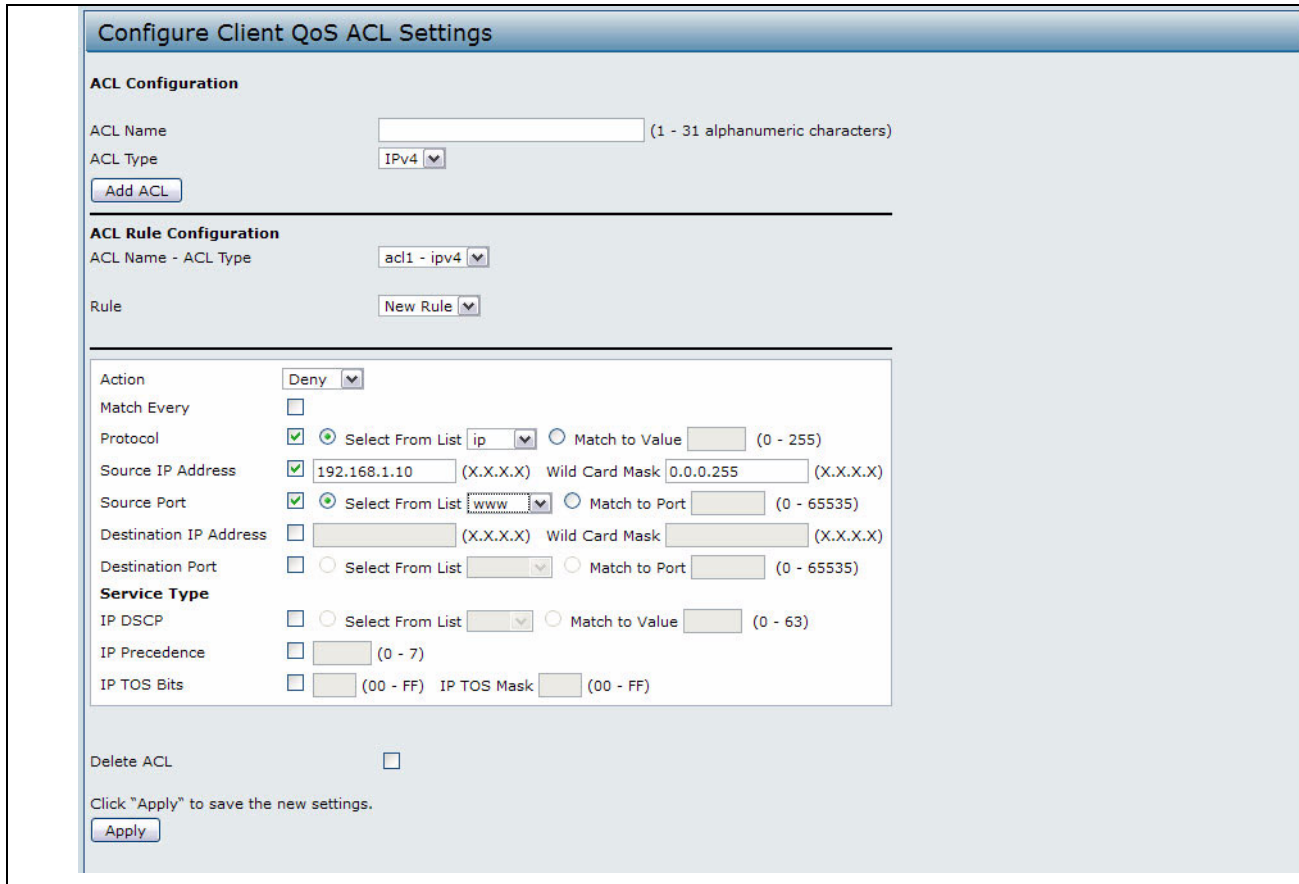 Configure Client QoS ACL Settings
ACL Configuration
ACL Name (1 - 31 alphanumeric characters)
ACL Type IPv4
Add ACL
ACL Rule Configuration
ACL Name - ACL Type acl1 - ipv4
Rule New Rule
Action Deny
Match Every
Protocol Select From List ip Match to Value (0 - 255)
Source IP Address 192.168.1.10 (X.X.X.X) Wild Card Mask 0.0.0.255 (X.X.X.X)
Source Port Select From List www Match to Port (0 - 65535)
Destination IP Address (X.X.X.X) Wild Card Mask (X.X.X.X)
Destination Port Select From List Match to Port (0 - 65535)
Service Type
IP DSCP Select From List Match to Value (0 - 63)
IP Precedence (0 - 7)
IP TOS Bits (00 - FF) IP TOS Mask (00 - FF)
Delete ACL
Click "Apply" to save the new settings.
Apply